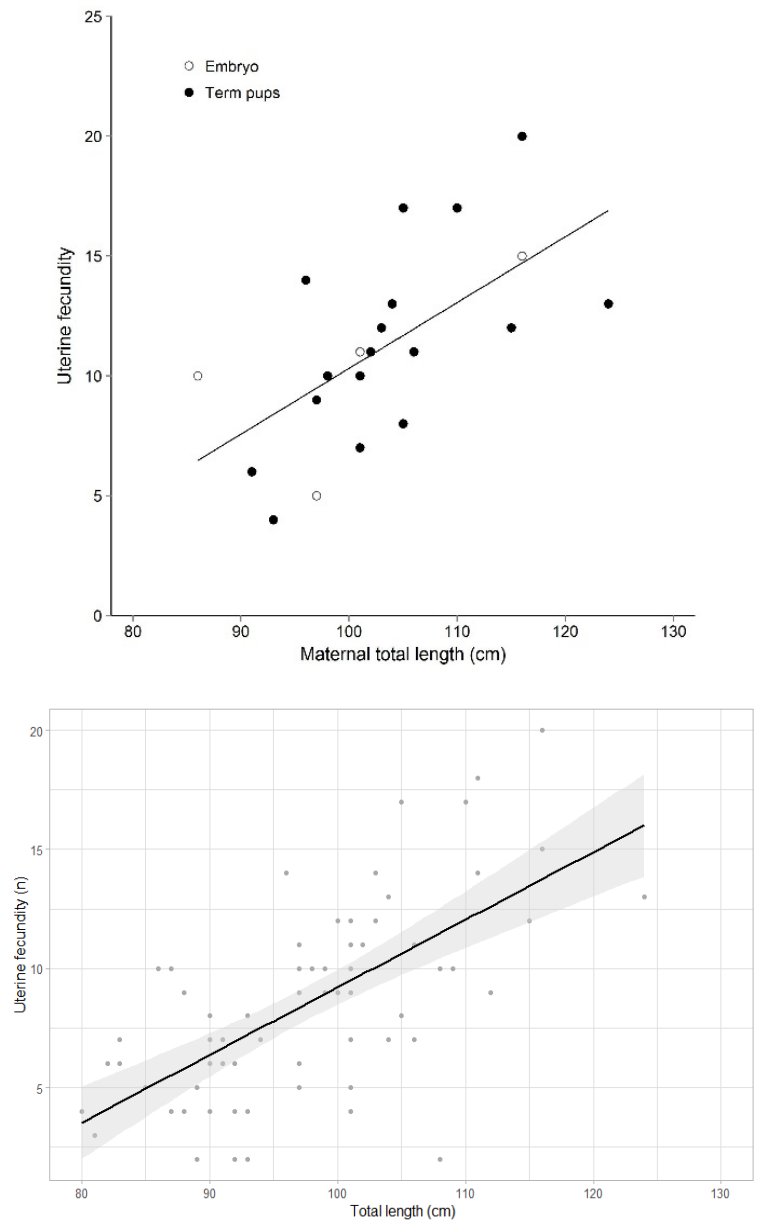 25
Embryo
Term pups
20
15
10
5
0
Uterine fecundity
80 90 100 110 120 130
Maternal total length (cm)
20
15
10
5
Uterine fecundity (n)
80 90 100 110 120 130
Total length (cm)